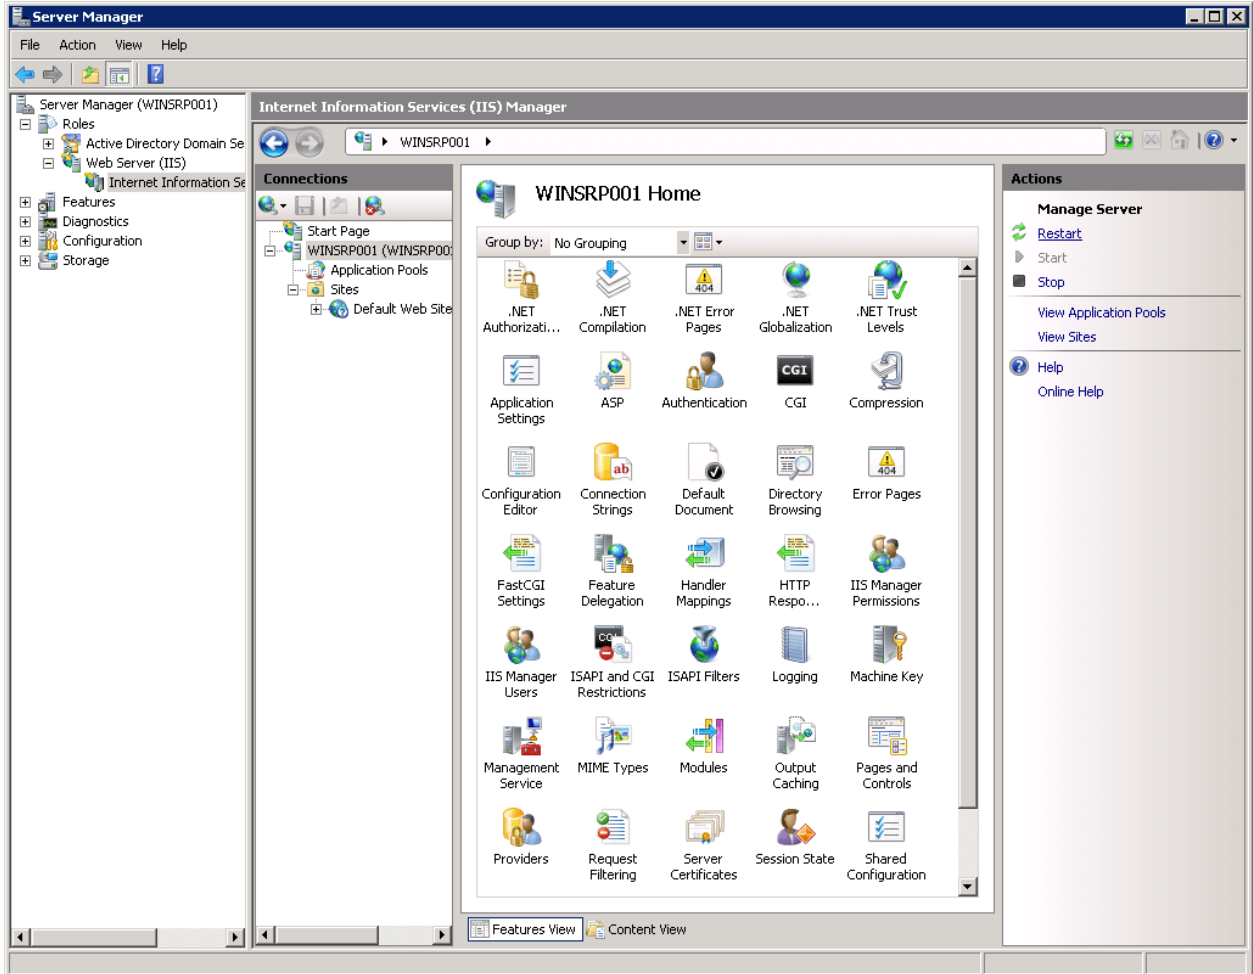 Server Manager
File Action View Help
Server Manager (WINSRP001)
Roles
Active Directory Domain Se
Web Server (IIS)
Internet Information Se
Features
Diagnostics
Configuration
Storage
Internet Information Services (IIS) Manager
WINSRP001
Connections
Start Page
WINSRP001 (WINSRP001
Application Pools
Sites
Default Web Site
WINSRP001 Home
Group by: No Grouping
.NET Authorizati...
.NET Compilation
404
.NET Error Pages
.NET Globalization
.NET Trust Levels
Application Settings
ASP
Authentication
CGI
CGI
Compression
Configuration Editor
ab
Connection Strings
Default Document
Directory Browsing
404
Error Pages
FastCGI Settings
Feature Delegation
Handler Mappings
HTTP Respo...
IIS Manager Permissions
IIS Manager Users
CGI
ISAPI and CGI Restrictions
ISAPI Filters
Logging
Machine Key
Management Service
MIME Types
Modules
Output Caching
Pages and Controls
Providers
Request Filtering
Server Certificates
Session State
Shared Configuration
Features View
Content View
Actions
Manage Server
Restart
Start
Stop
View Application Pools
View Sites
Help
Online Help